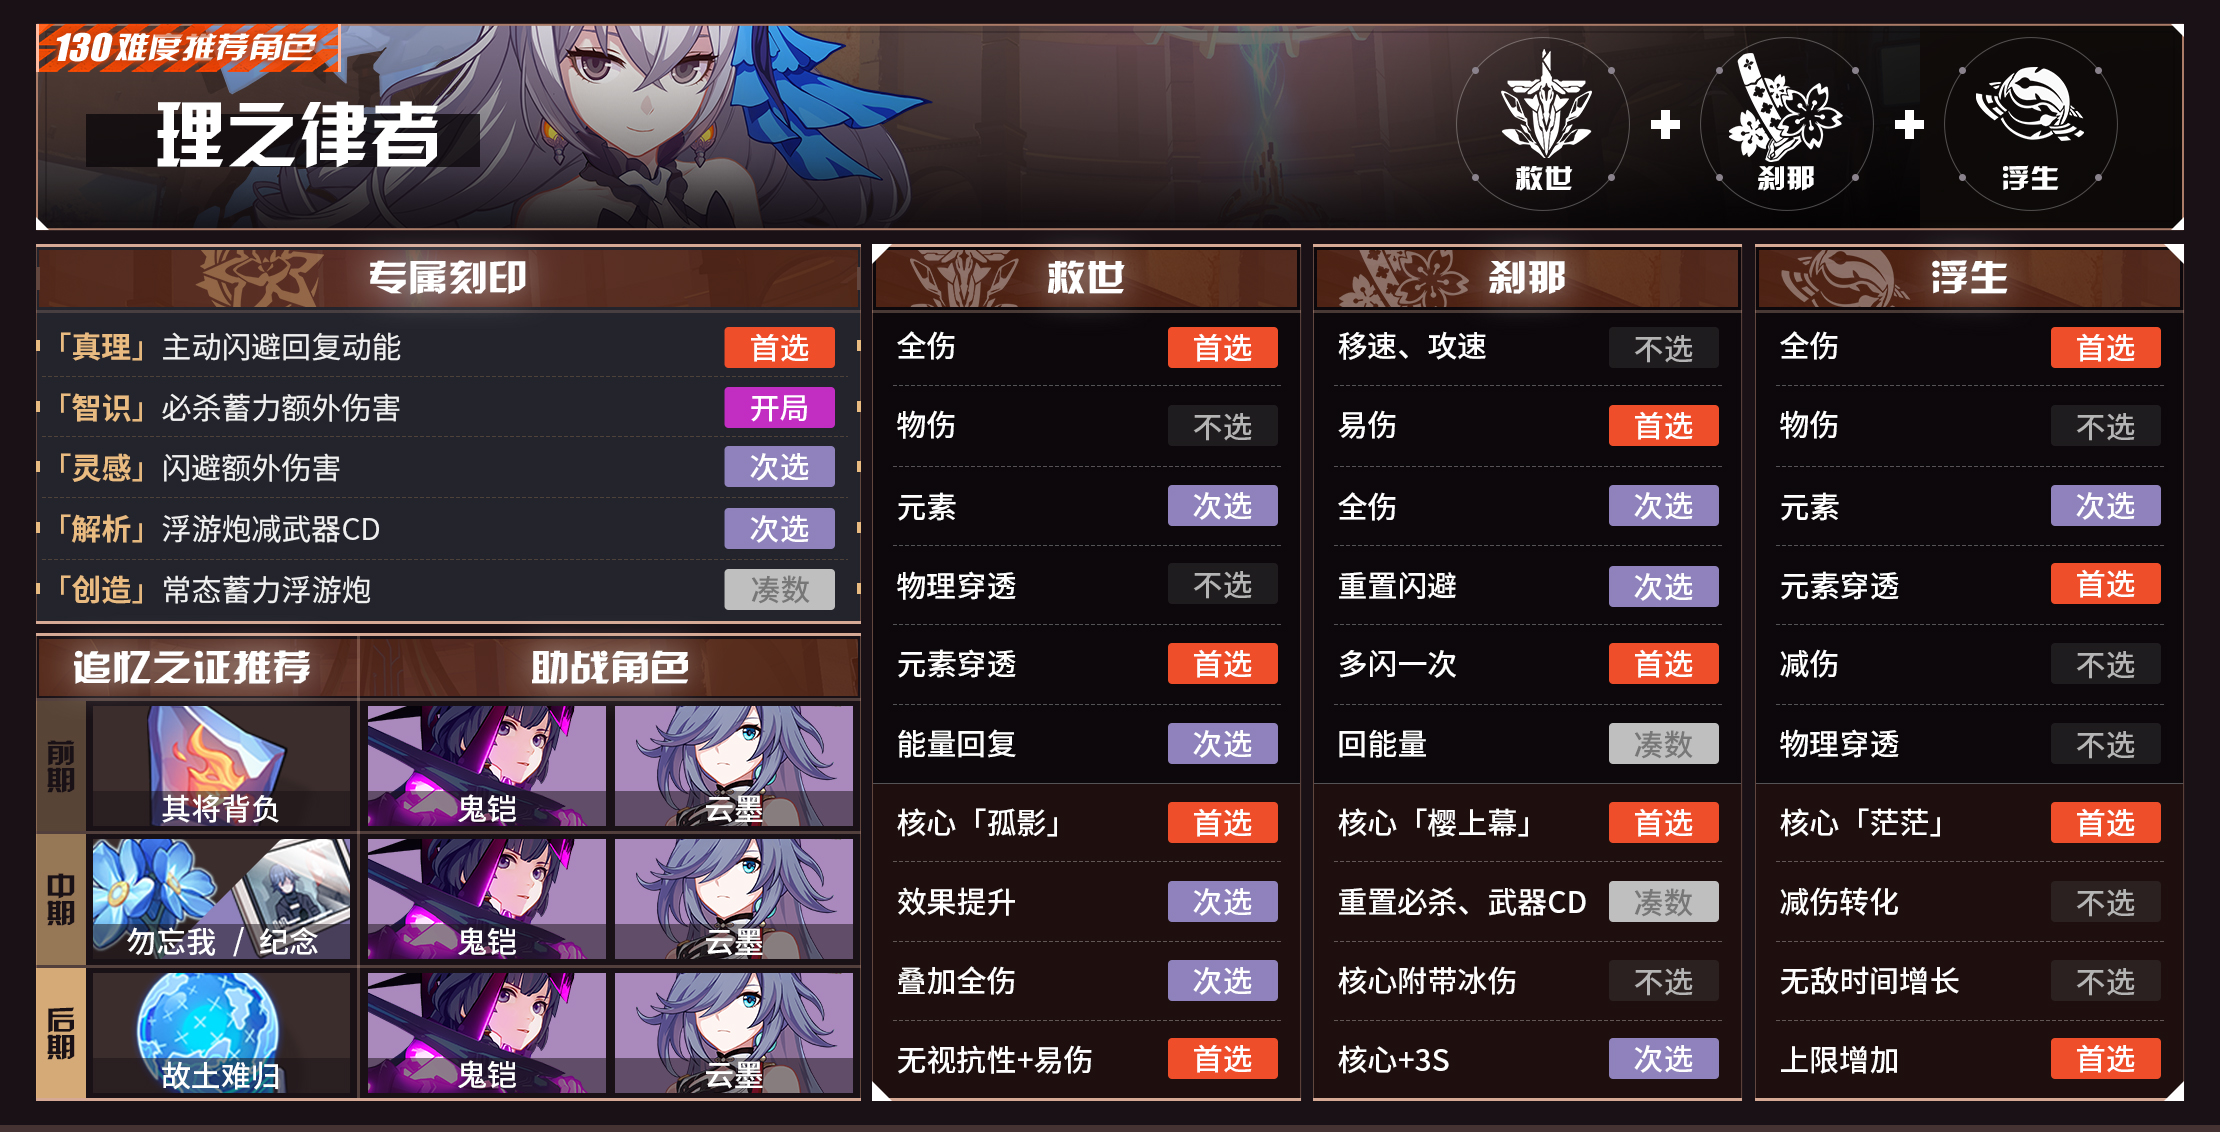 130难度推荐角色
理之律者
救世
刹那
浮生
专属刻印
「真理」主动闪避回复动能 首选
「智识」必杀蓄力额外伤害 开局
「灵感」闪避额外伤害 次选
「解析」浮游炮减武器CD 次选
「创造」常态蓄力浮游炮 凑数
追忆之证推荐 助战角色
前期
其将背负 鬼铠 云墨
中期
勿忘我 / 纪念 鬼铠 云墨
后期
故土难归 鬼铠 云墨
救世
全伤 首选
物伤 不选
元素 次选
物理穿透 不选
元素穿透 首选
能量回复 次选
核心「孤影」 首选
效果提升 次选
叠加全伤 次选
无视抗性+易伤 首选
刹那
移速、攻速 不选
易伤 首选
全伤 次选
重置闪避 次选
多闪一次 首选
回能量 凑数
核心「樱上幕」 首选
重置必杀、武器CD 凑数
核心附带冰伤 不选
核心+3S 次选
浮生
全伤 首选
物伤 不选
元素 次选
元素穿透 首选
减伤 不选
物理穿透 不选
核心「茫茫」 首选
减伤转化 不选
无敌时间增长 不选
上限增加 首选